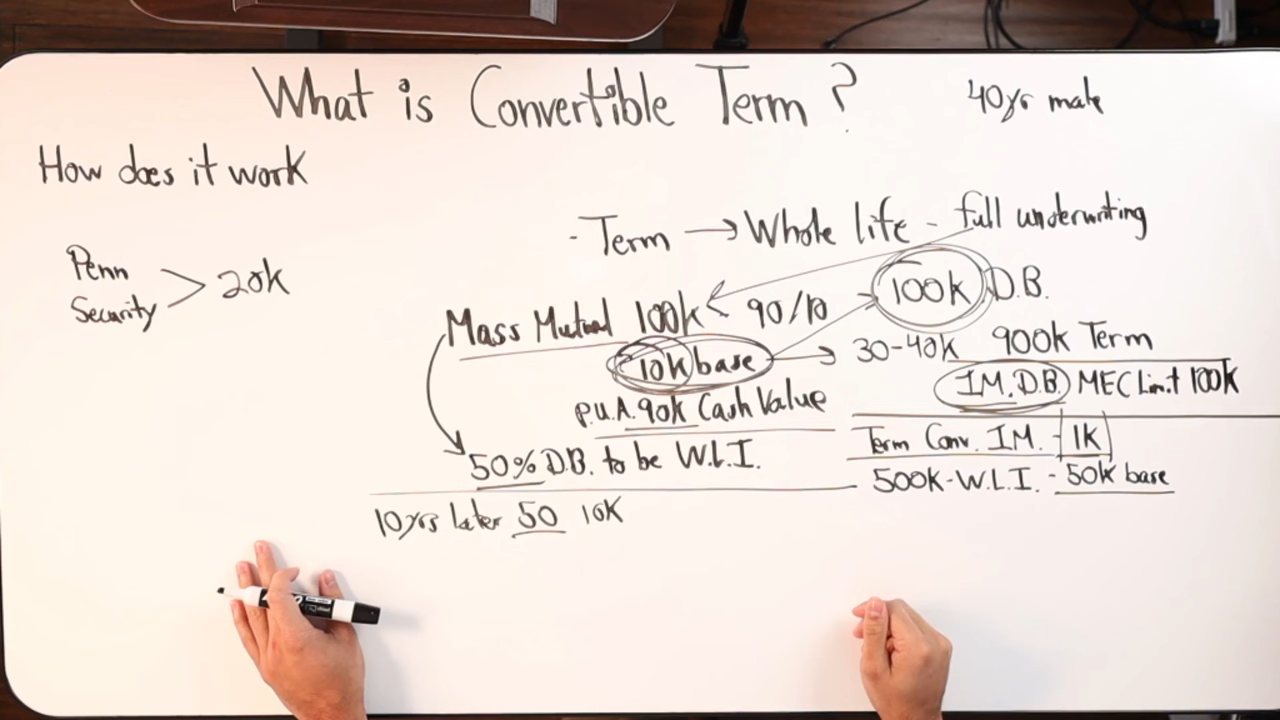 What is Convertible Term?
40yr male
How does it work
- Term → Whole life - full underwriting
Penn
Security > 20k
Mass Mutual 100k < 90/10
100k D.B.
10k base → 30-40k
900k Term
P.U.A. 90k Cash Value
1M. D.B. MEC Limit 100k
50% D.B. to be W.L.I.
Term Conv. 1M. - 1k
500k - W.L.I. - 50k base
10yrs later 50 10k